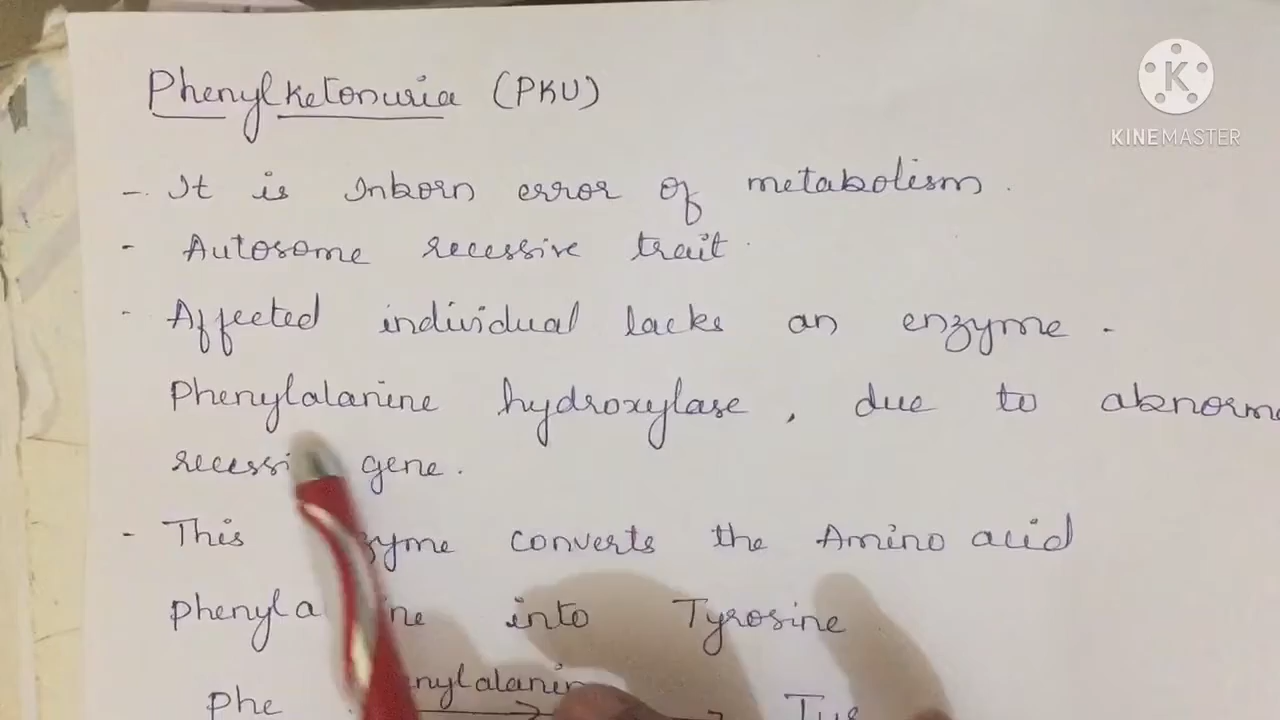 Phenylketonuria (PKU)
K
KINEMASTER
- It is Inborn error of metabolism.
- Autosome recessive trait.
- Affected individual lacks an enzyme.
Phenylalanine hydroxylase, due to
gene.
- This converts the Amino acid
into Tyrosine
Phe